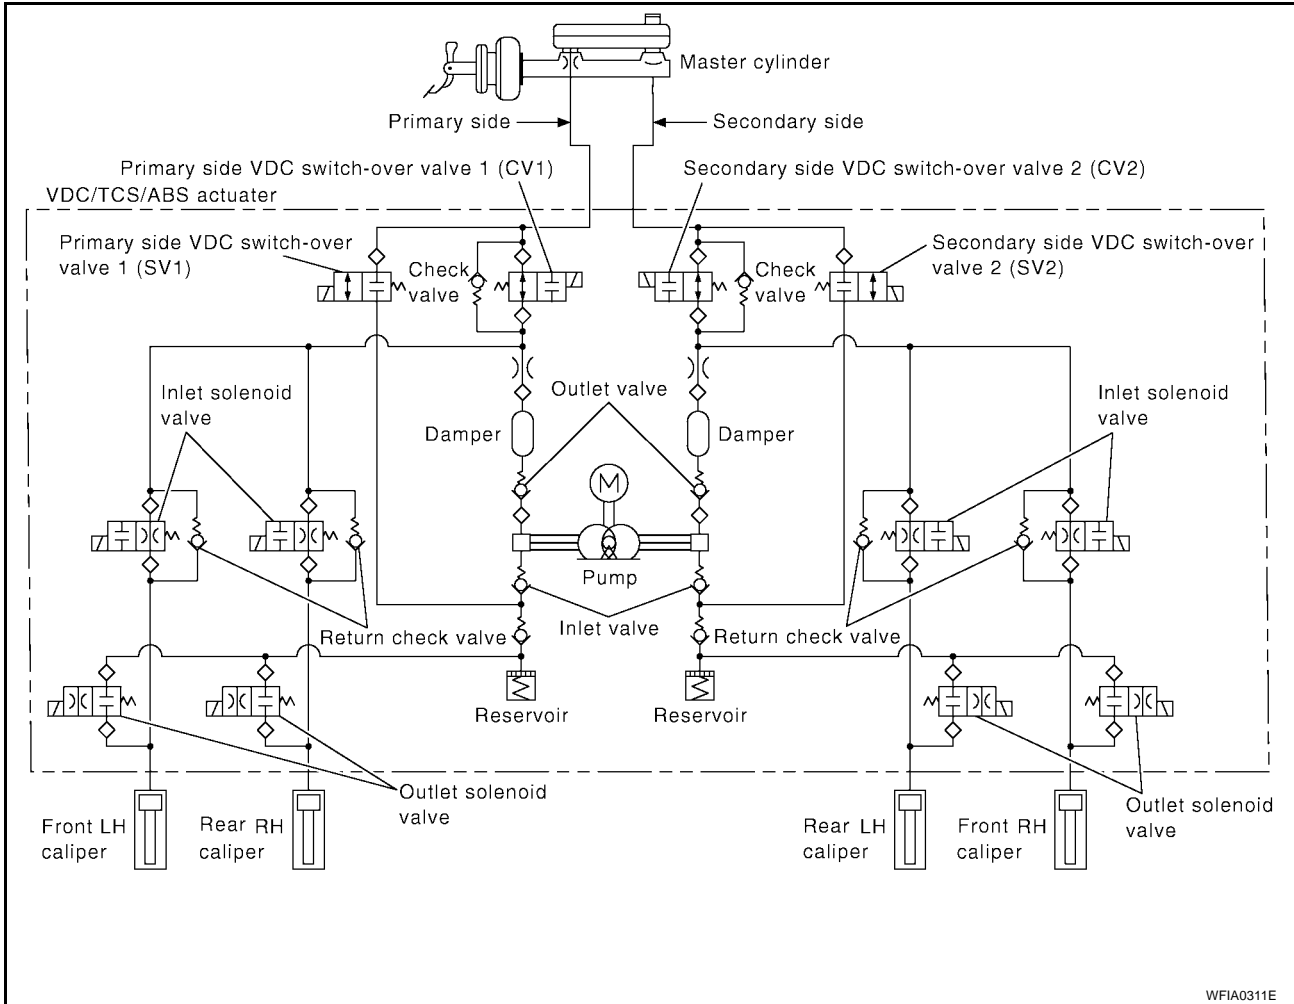 Master cylinder
Primary side
Secondary side
Primary side VDC switch-over valve 1 (CV1)
Secondary side VDC switch-over valve 2 (CV2)
VDC/TCS/ABS actuater
Primary side VDC switch-over
valve 1 (SV1)
Check
valve
Check
valve
Secondary side VDC switch-over
valve 2 (SV2)
Inlet solenoid
valve
Outlet valve
Inlet solenoid
valve
Damper
Damper
M
Pump
Return check valve
Inlet valve
Return check valve
Reservoir
Reservoir
Outlet solenoid
valve
Outlet solenoid
valve
Front LH
caliper
Rear RH
caliper
Rear LH
caliper
Front RH
caliper
WFIA0311E